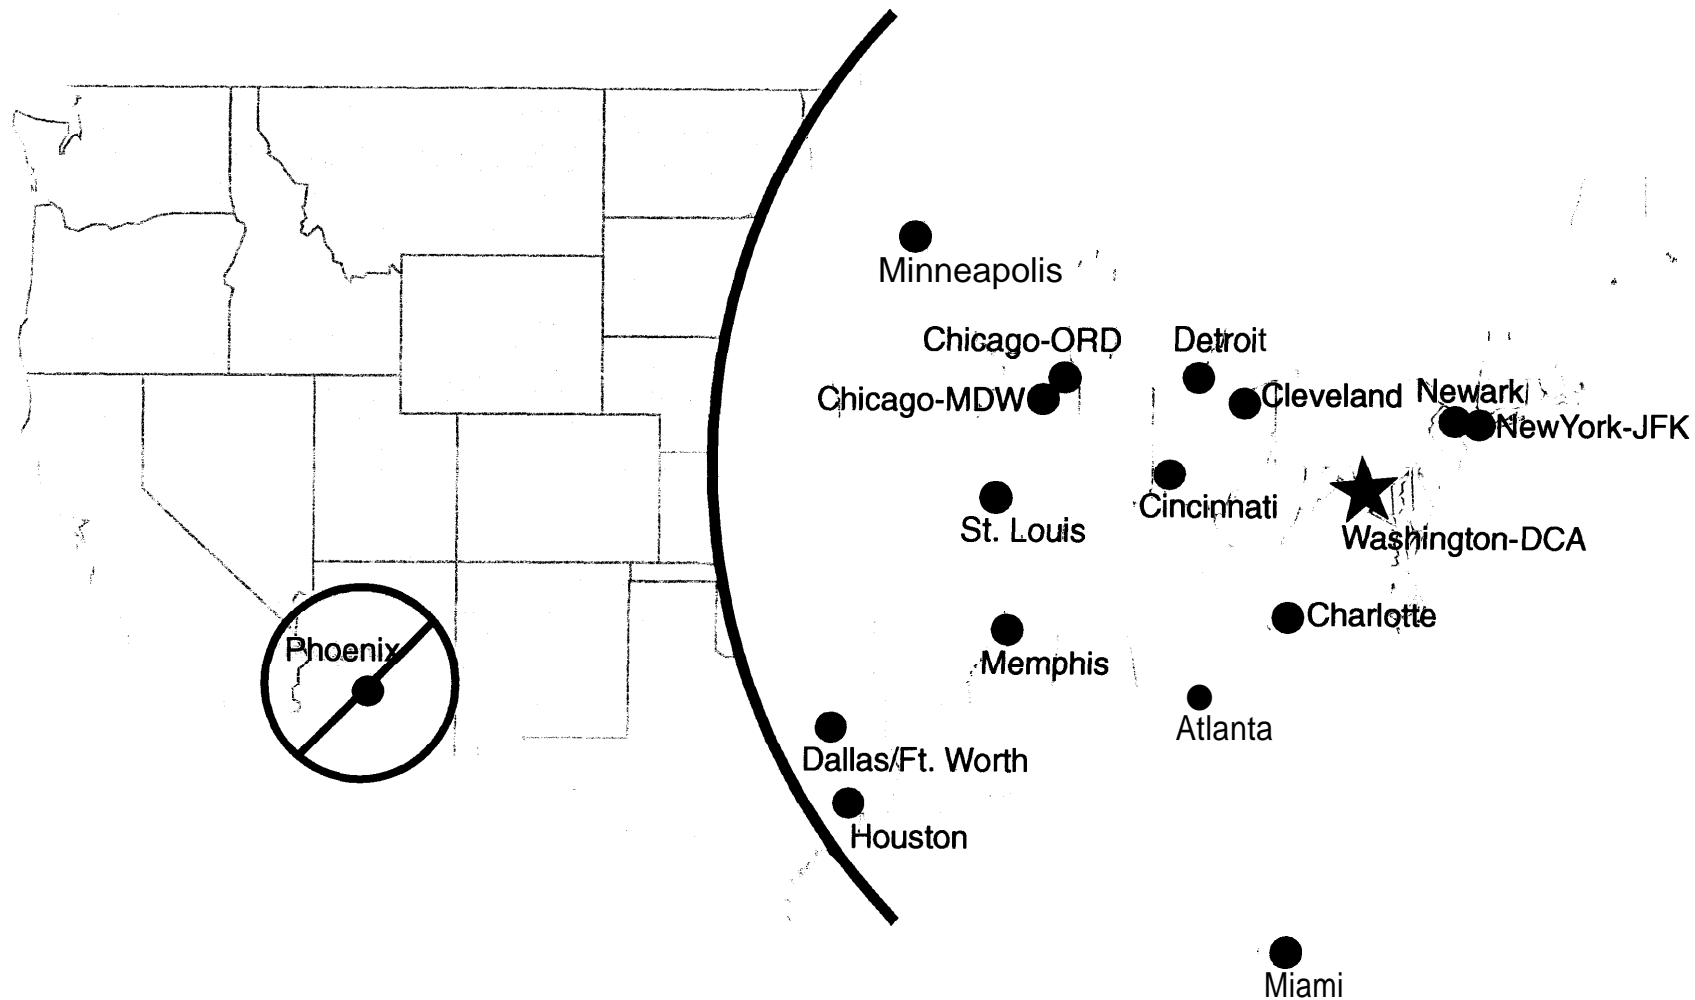 Minneapolis
Chicago-ORD
Detroit
Chicago-MDW
Cleveland
Newark
NewYork-JFK
St. Louis
Cincinnati
Washington-DCA
Charlotte
Phoenix
Memphis
Atlanta
Dallas/Ft. Worth
Houston
Miami